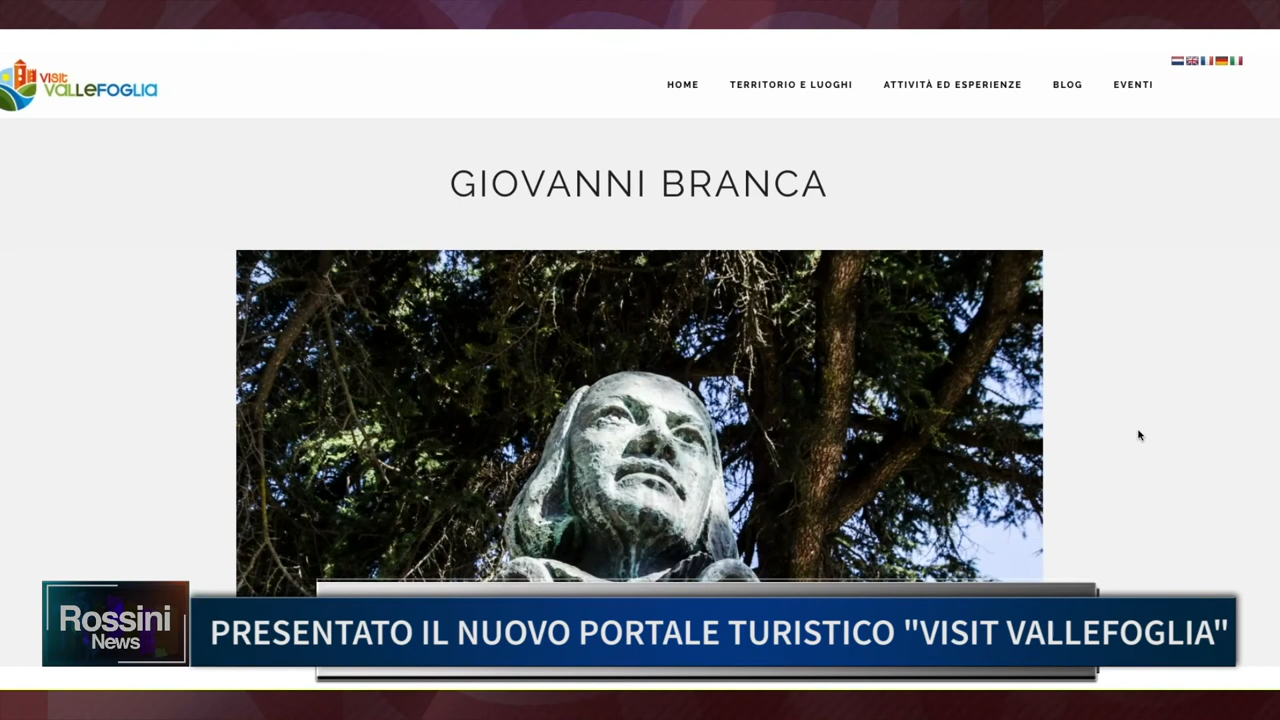 VISIT
VALLEFOGLIA
HOME TERRITORIO E LUOGHI ATTIVITÀ ED ESPERIENZE BLOG EVENTI
GIOVANNI BRANCA
Rossini
News
PRESENTATO IL NUOVO PORTALE TURISTICO "VISIT VALLEFOGLIA"